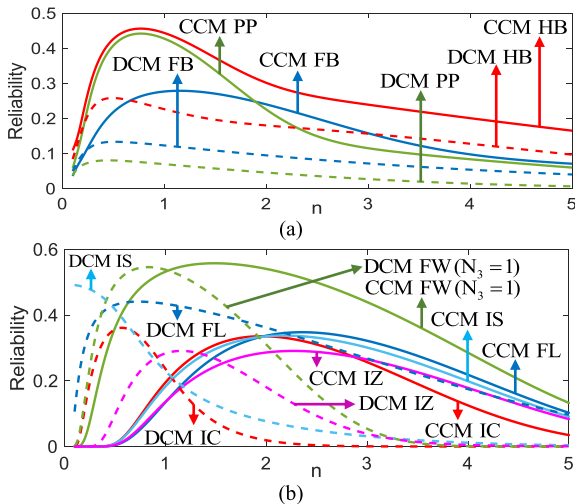 (a)
0.5
0.4
0.3
0.2
0.1
0
Reliability
CCM PP
CCM HB
DCM FB
CCM FB
DCM HB
DCM PP
0 1 2 3 4 5
n
(a)
0.6
0.4
0.2
0
Reliability
DCM IS
DCM FW (N₃ = 1)
CCM FW (N₃ = 1)
CCM IS
DCM FL
CCM FL
CCM IZ
DCM IZ
DCM IC
CCM IC
0 1 2 3 4 5
n
(b)